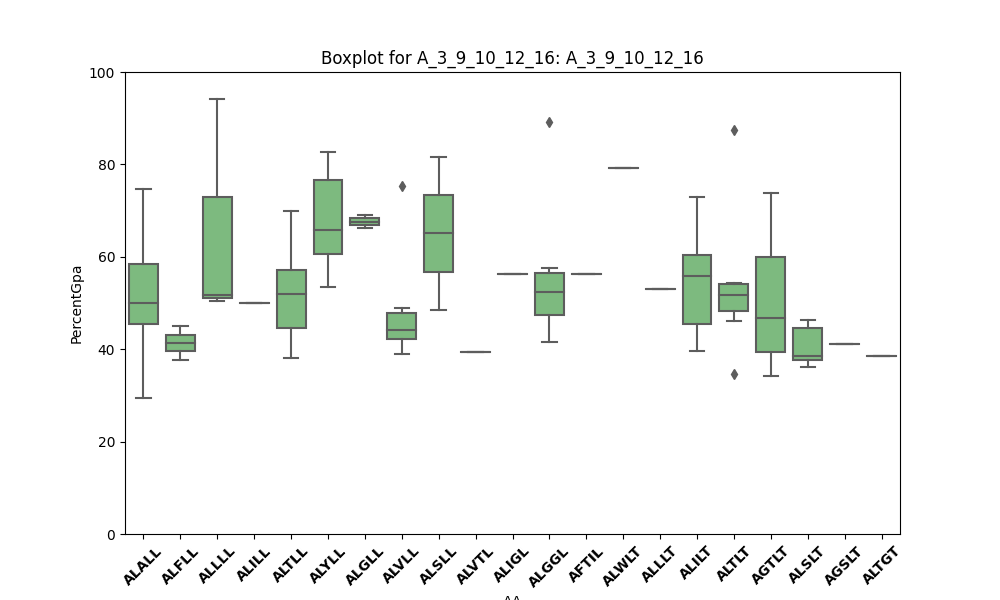 Boxplot for A_3_9_10_12_16: A_3_9_10_12_16
PercentGpa
100
80
60
40
20
0
ALALL ALFLL ALLLL ALILL ALTLL ALYLL ALGLL ALVLL ALSLL ALVTL ALIGL ALGGL AFTIL ALWLT ALLLT ALILT ALTLT AGTLT ALSLT AGSLT ALTGT
AA